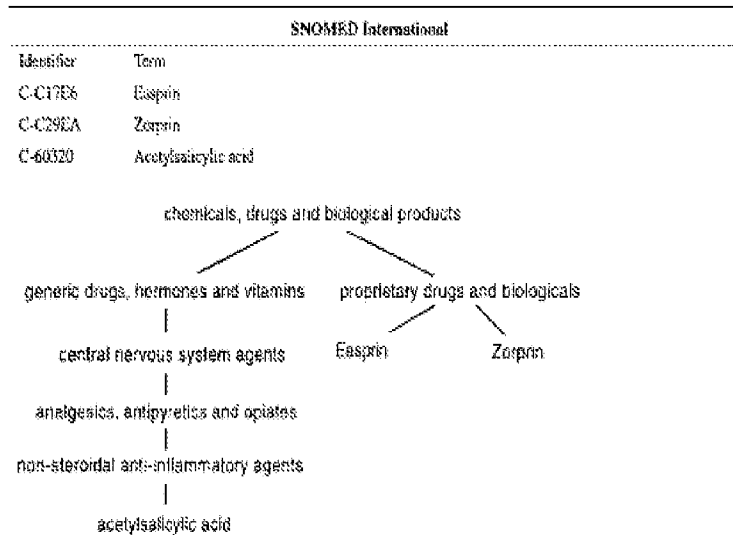 SNOMED International
Identifier Term
C-C17E6 Easprin
C-C29EA Zorprin
C-60320 Acetylsalicylic acid
chemicals, drugs and biological products
generic drugs, hormones and vitamins proprietary drugs and biologicals
central nervous system agents Easprin Zorprin
analgesics, antipyretics and opiates
non-steroidal anti-inflammatory agents
acetylsalicylic acid